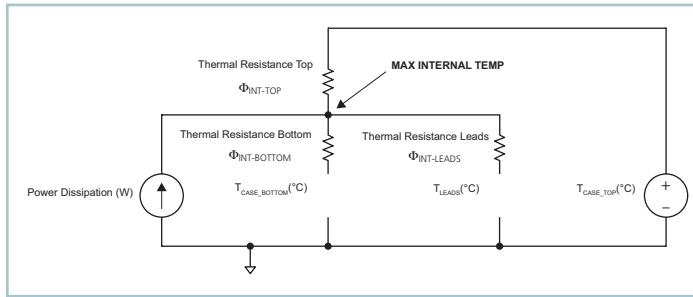 Thermal Resistance Top
MAX INTERNAL TEMP
ΦINT-TOP
Thermal Resistance Bottom
Thermal Resistance Leads
ΦINT-BOTTOM
ΦINT-LEADS
Power Dissipation (W)
TCASE_BOTTOM(°C)
TLEADS(°C)
TCASE_TOP(°C)
+
–